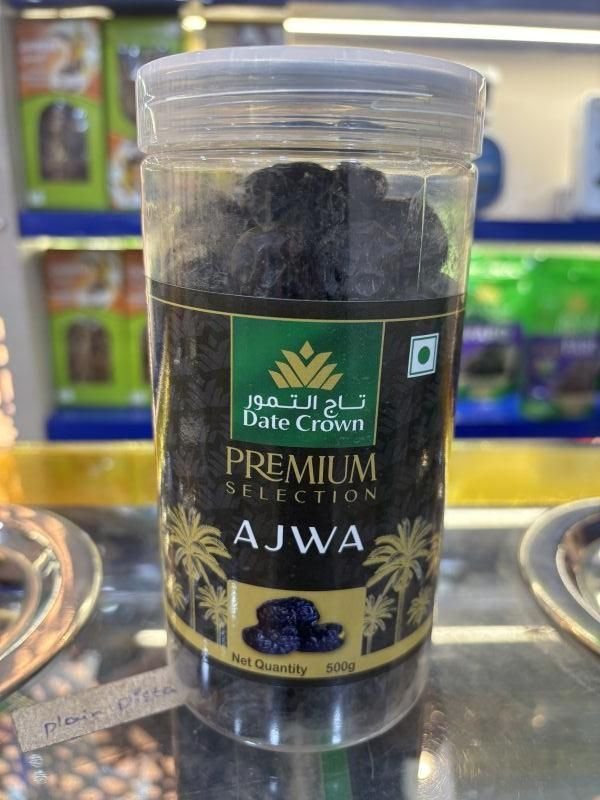 تاج التمور
Date Crown
PREMIUM
SELECTION
AJWA
Net Quantity 500g
plain pista